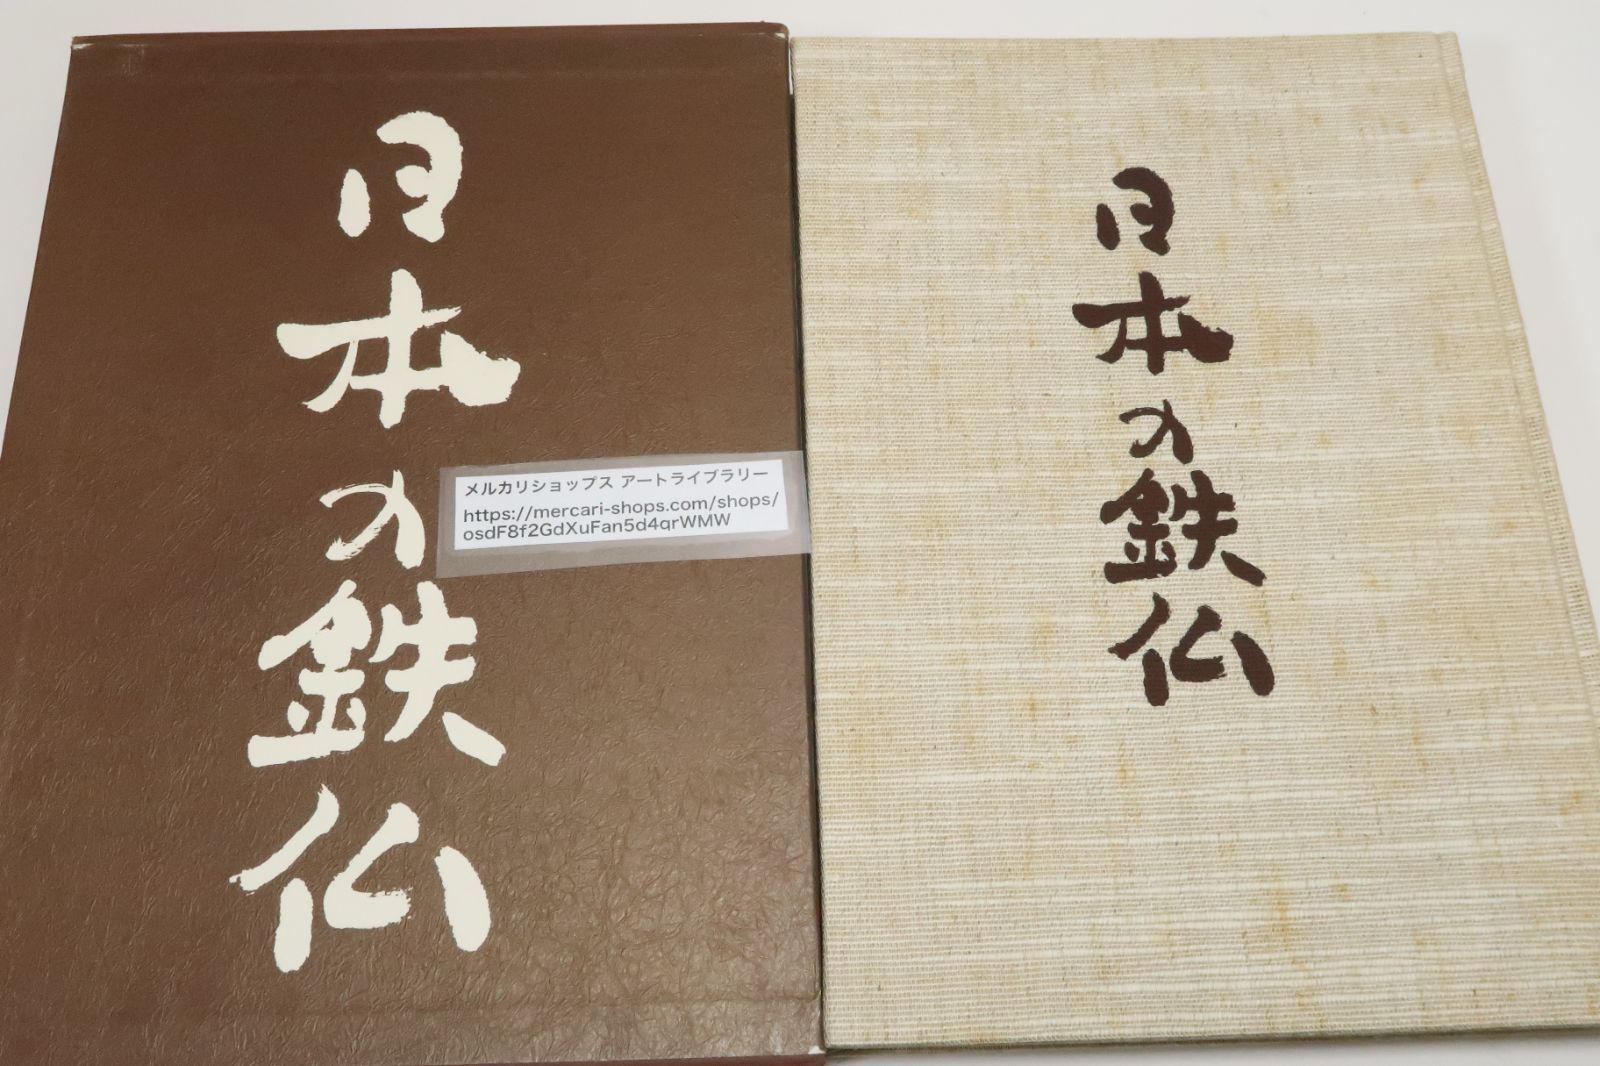 日本の鉄仏
メルカリショップス アートライブラリー
https://mercari-shops.com/shops/
osdF8f2GdXuFan5d4qrWMW
日本の鉄仏